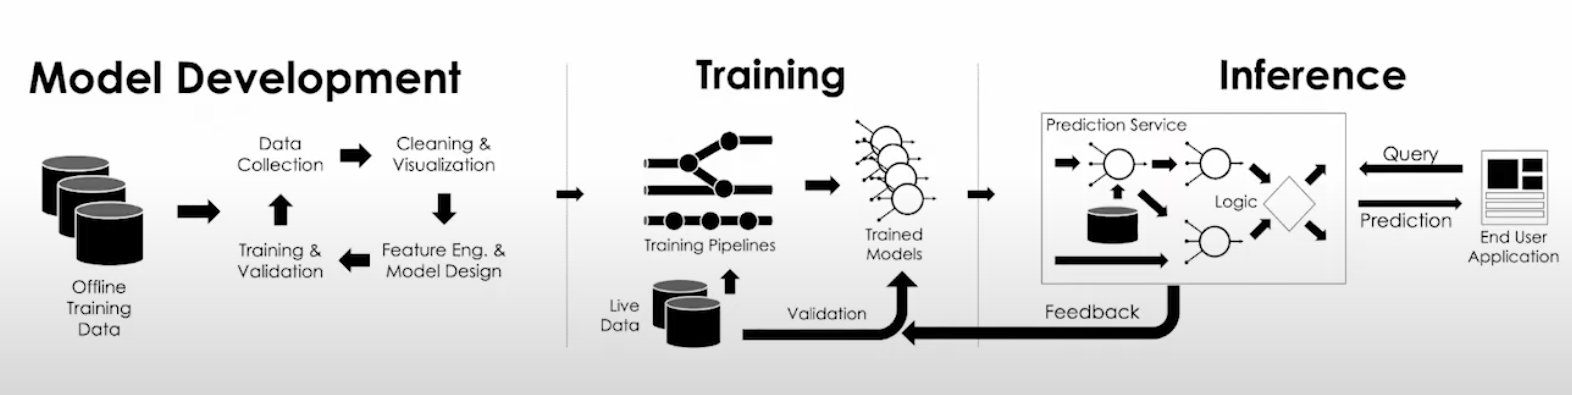 Model Development
Training
Inference
Data
Collection
Cleaning &
Visualization
Training &
Validation
Feature Eng. &
Model Design
Offline
Training
Data
Training Pipelines
Trained
Models
Live
Data
Validation
Prediction Service
Logic
Query
Prediction
End User
Application
Feedback